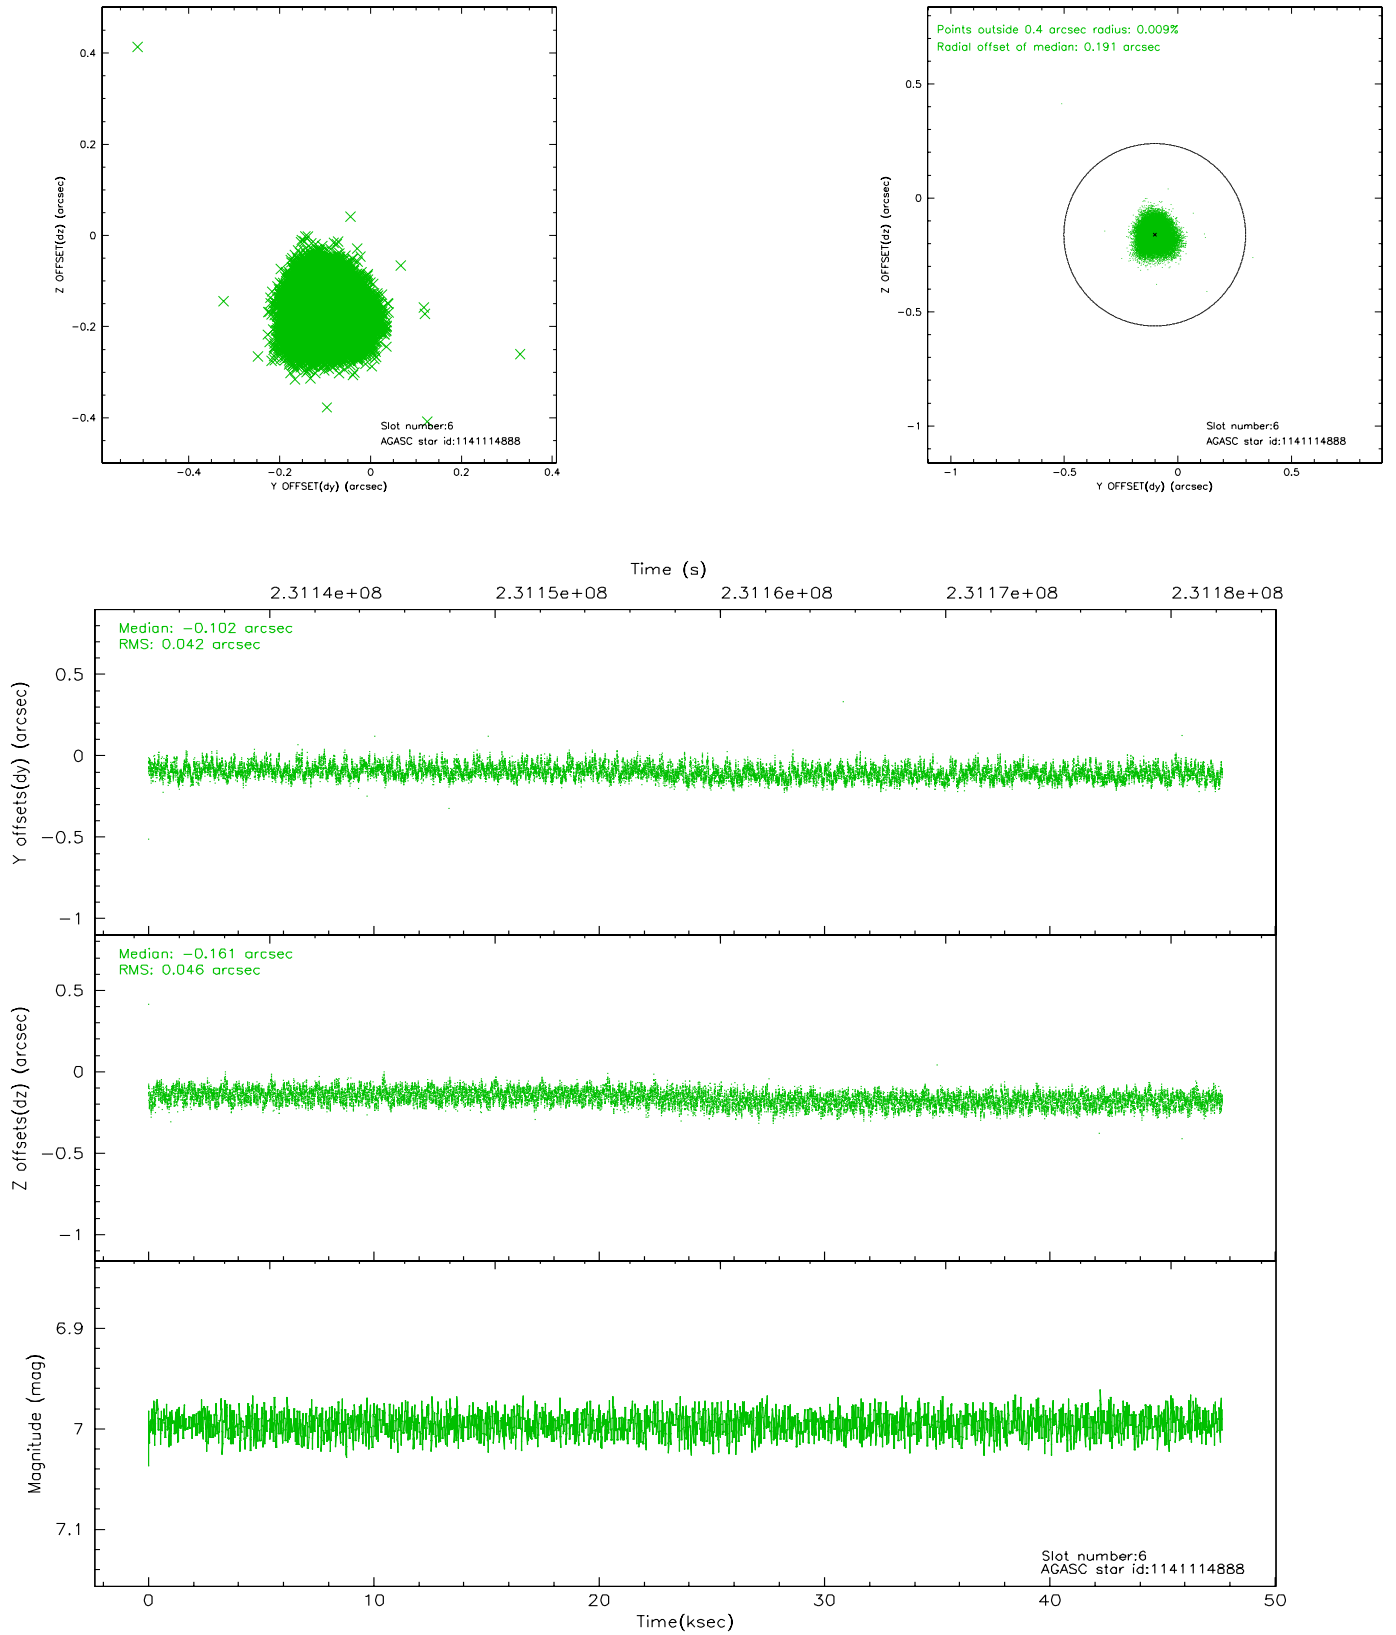 0.4
0.2
0
−0.2
−0.4
Z OFFSET(dz) (arcsec)
Slot number:6
AGASC star id:1141114888
−0.4 −0.2 0 0.2 0.4
Y OFFSET(dy) (arcsec)
Points outside 0.4 arcsec radius: 0.009%
Radial offset of median: 0.191 arcsec
0.5
0
−0.5
−1
Z OFFSET(dz) (arcsec)
Slot number:6
AGASC star id:1141114888
−1 −0.5 0 0.5
Y OFFSET(dy) (arcsec)
Time (s)
2.3114e+08 2.3115e+08 2.3116e+08 2.3117e+08 2.3118e+08
Median: −0.102 arcsec
RMS: 0.042 arcsec
0.5
0
−0.5
−1
Y offsets(dy) (arcsec)
Median: −0.161 arcsec
RMS: 0.046 arcsec
0.5
0
−0.5
−1
Z offsets(dz) (arcsec)
6.9
7
7.1
Magnitude (mag)
Slot number:6
AGASC star id:1141114888
0 10 20 30 40 50
Time(ksec)